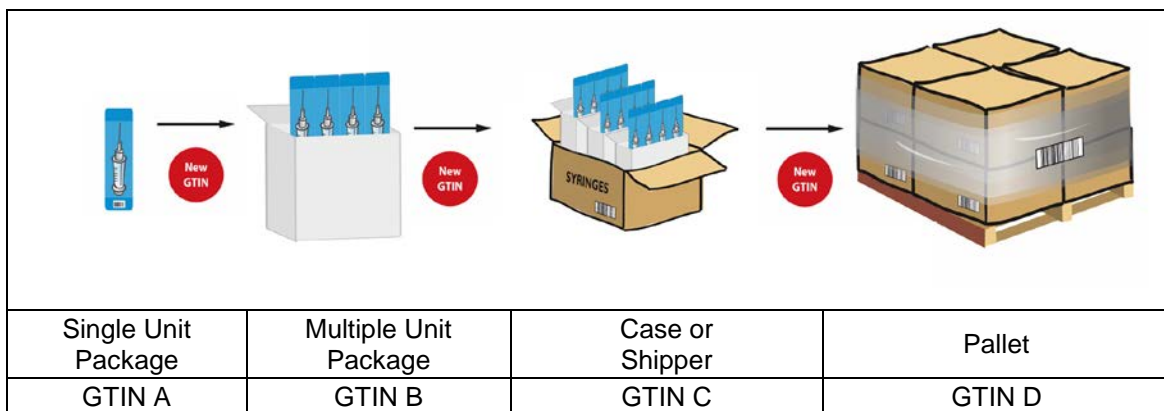 New
GTIN
New
GTIN
New
GTIN
SYRINGES
Single Unit
Package
Multiple Unit
Package
Case or
Shipper
Pallet
GTIN A
GTIN B
GTIN C
GTIN D